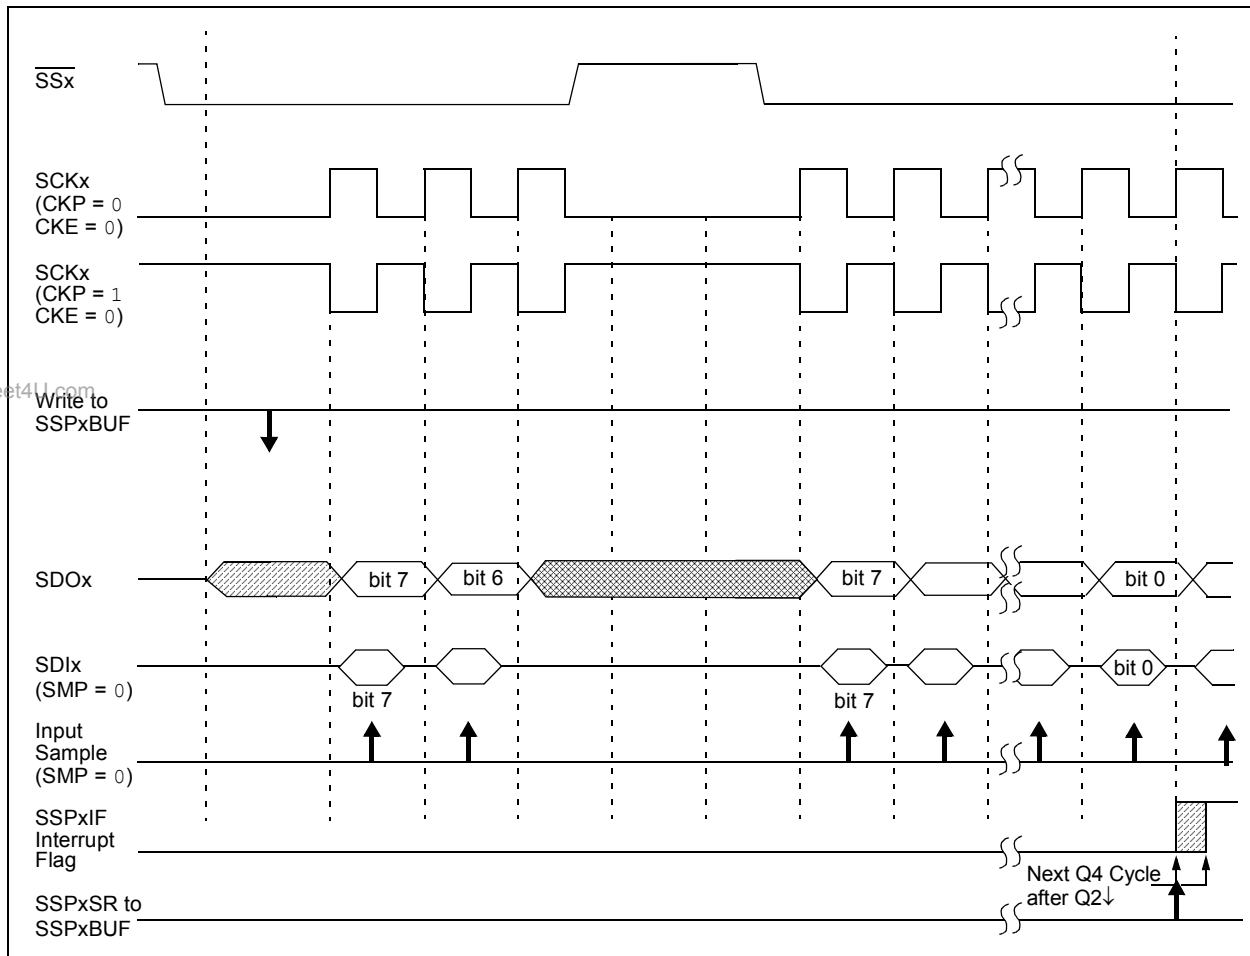 SSx
SCKx
(CKP = 0
CKE = 0)
SCKx
(CKP = 1
CKE = 0)
eet4U.com
Write to
SSPxBUF
SDOx
bit 7
bit 6
bit 7
bit 0
SDIx
(SMP = 0)
bit 7
bit 7
bit 0
Input
Sample
(SMP = 0)
SSPxIF
Interrupt
Flag
Next Q4 Cycle
after Q2↓
SSPxSR to
SSPxBUF